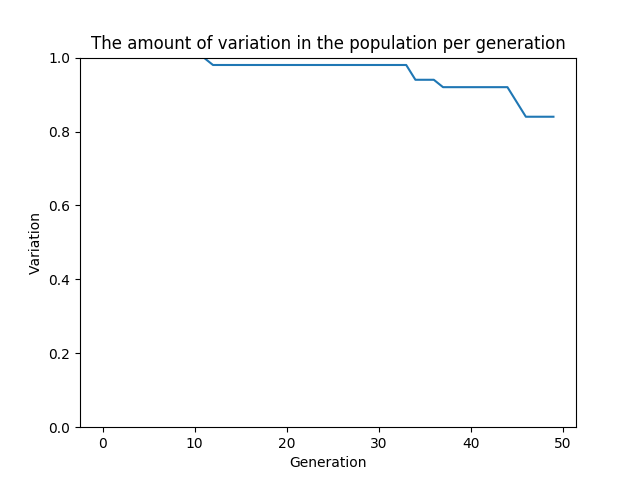 The amount of variation in the population per generation
1.0
0.8
0.6
0.4
0.2
0.0
Variation
0 10 20 30 40 50
Generation